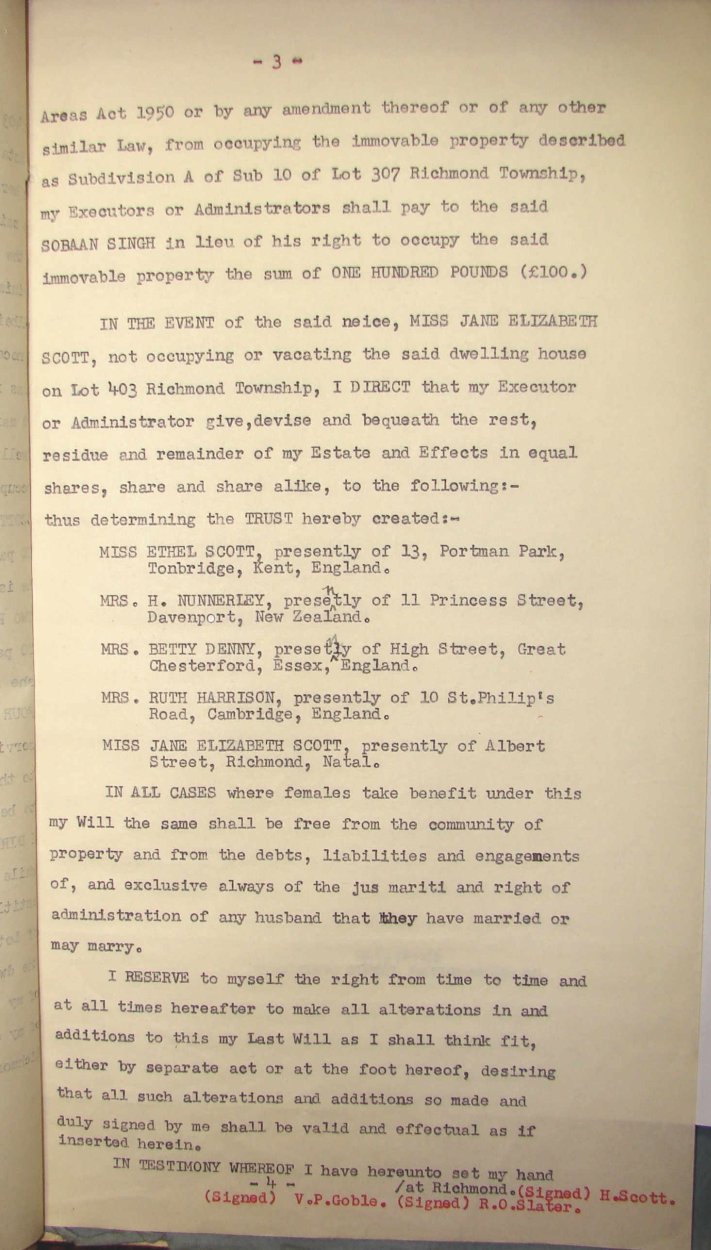 - 3 -
Areas Act 1950 or by any amendment thereof or of any other
similar Law, from occupying the immovable property described
as Subdivision A of Sub 10 of Lot 307 Richmond Township,
my Executors or Administrators shall pay to the said
SOBAAN SINGH in lieu of his right to occupy the said
immovable property the sum of ONE HUNDRED POUNDS (£100.)
IN THE EVENT of the said neice, MISS JANE ELIZABETH
SCOTT, not occupying or vacating the said dwelling house
on Lot 403 Richmond Township, I DIRECT that my Executor
or Administrator give,devise and bequeath the rest,
residue and remainder of my Estate and Effects in equal
shares, share and share alike, to the following:-
thus determining the TRUST hereby created:-
MISS ETHEL SCOTT, presently of 13, Portman Park,
Tonbridge, Kent, England.
MRS. H. NUNNERLEY, presently of 11 Princess Street,
Davenport, New Zealand.
MRS. BETTY DENNY, presently of High Street, Great
Chesterford, Essex, England.
MRS. RUTH HARRISON, presently of 10 St.Philip's
Road, Cambridge, England.
MISS JANE ELIZABETH SCOTT, presently of Albert
Street, Richmond, Natal.
IN ALL CASES where females take benefit under this
my Will the same shall be free from the community of
property and from the debts, liabilities and engagements
of, and exclusive always of the jus mariti and right of
administration of any husband that they have married or
may marry.
I RESERVE to myself the right from time to time and
at all times hereafter to make all alterations in and
additions to this my Last Will as I shall think fit,
either by separate act or at the foot hereof, desiring
that all such alterations and additions so made and
duly signed by me shall be valid and effectual as if
inserted herein.
IN TESTIMONY WHEREOF I have hereunto set my hand
- 4 - /at Richmond.(Signed) H.Scott.
(Signed) V.P.Goble. (Signed) R.O.Slater.